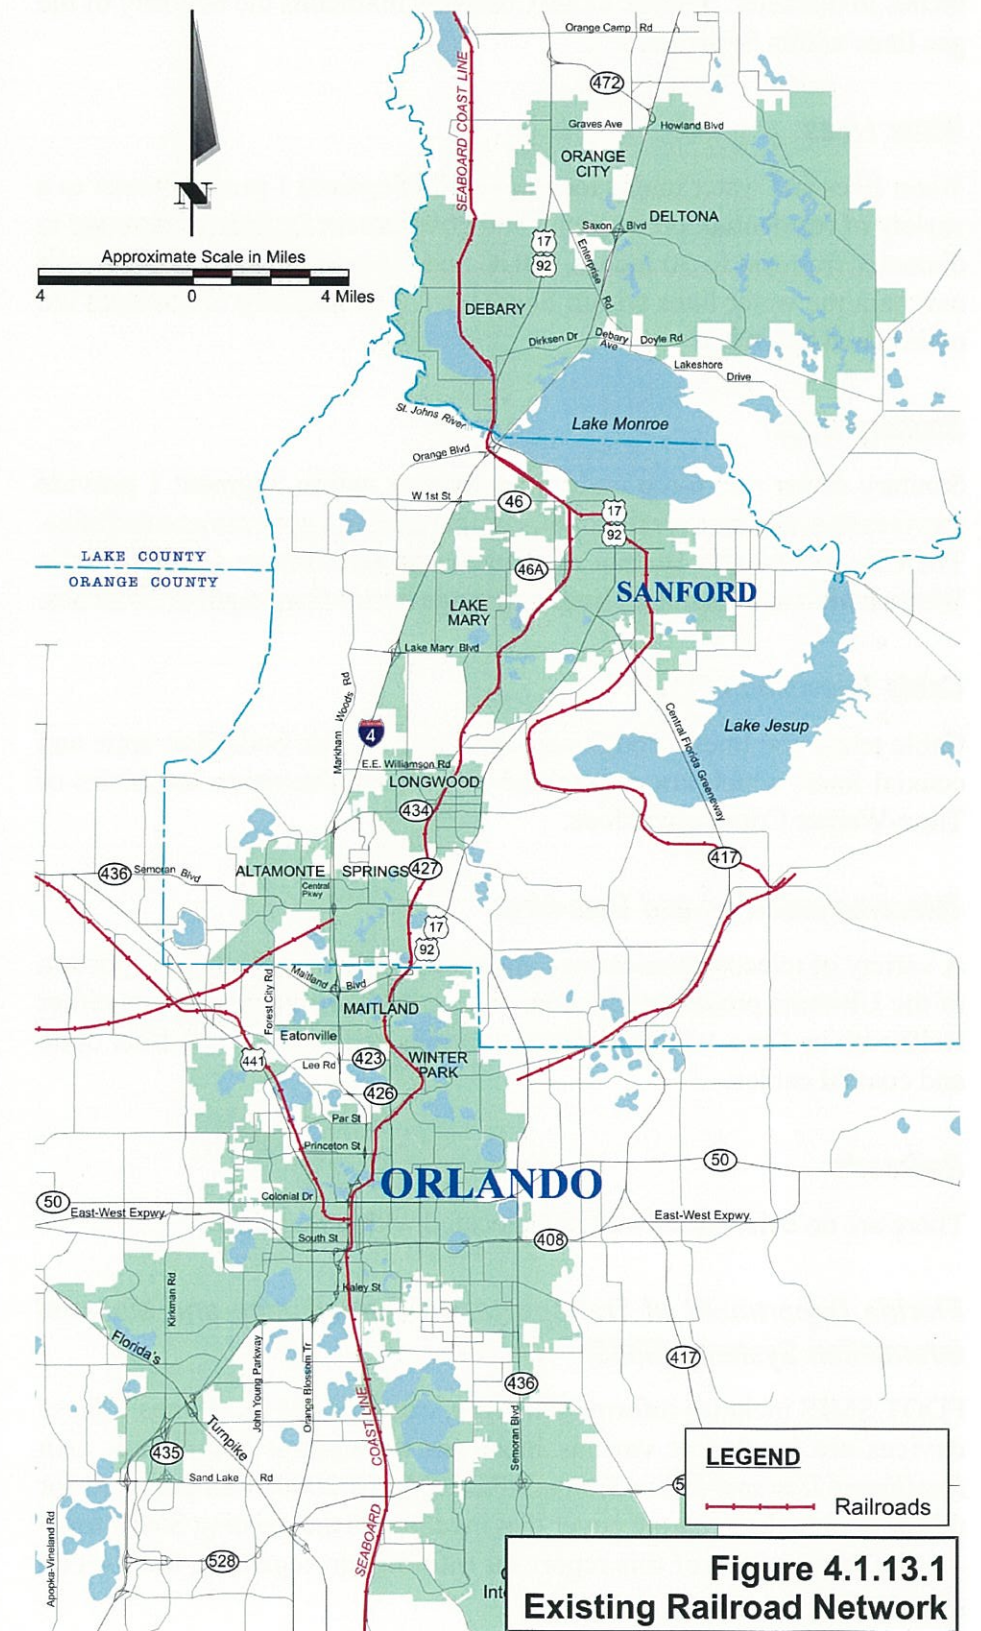 Orange Camp Rd
472
SEABOARD COAST LINE
Graves Ave
Howland Blvd
ORANGE
CITY
DELTONA
Saxon Blvd
17
92
Enterprise Rd
N
Approximate Scale in Miles
4 0 4 Miles
DEBARY
Dirksen Dr
Debary
Ave
Doyle Rd
Lakeshore
Drive
St. Johns River
Lake Monroe
Orange Blvd
W 1st St
46
17
92
LAKE COUNTY
ORANGE COUNTY
46A
SANFORD
LAKE
MARY
Lake Mary Blvd
Markham Woods Rd
4
Central Florida Greeneway
Lake Jesup
E.E. Williamson Rd
LONGWOOD
434
417
436
Semoran Blvd
ALTAMONTE SPRINGS
427
Central
Pkwy
17
92
Forest City Rd
Maitland Blvd
MAITLAND
Eatonville
441
Lee Rd
423
WINTER
PARK
426
Par St
Princeton St
50
ORLANDO
50
Colonial Dr
East-West Expwy.
East-West Expwy.
South St
408
Kaley St
Kirkman Rd
Florida's
Turnpike
John Young Parkway
Orange Blossom Tr
COAST LINE
417
436
Semoran Blvd
435
Sand Lake Rd
5
LEGEND
Railroads
Apopka-Vineland Rd
528
SEABOARD
Int
Figure 4.1.13.1
Existing Railroad Network